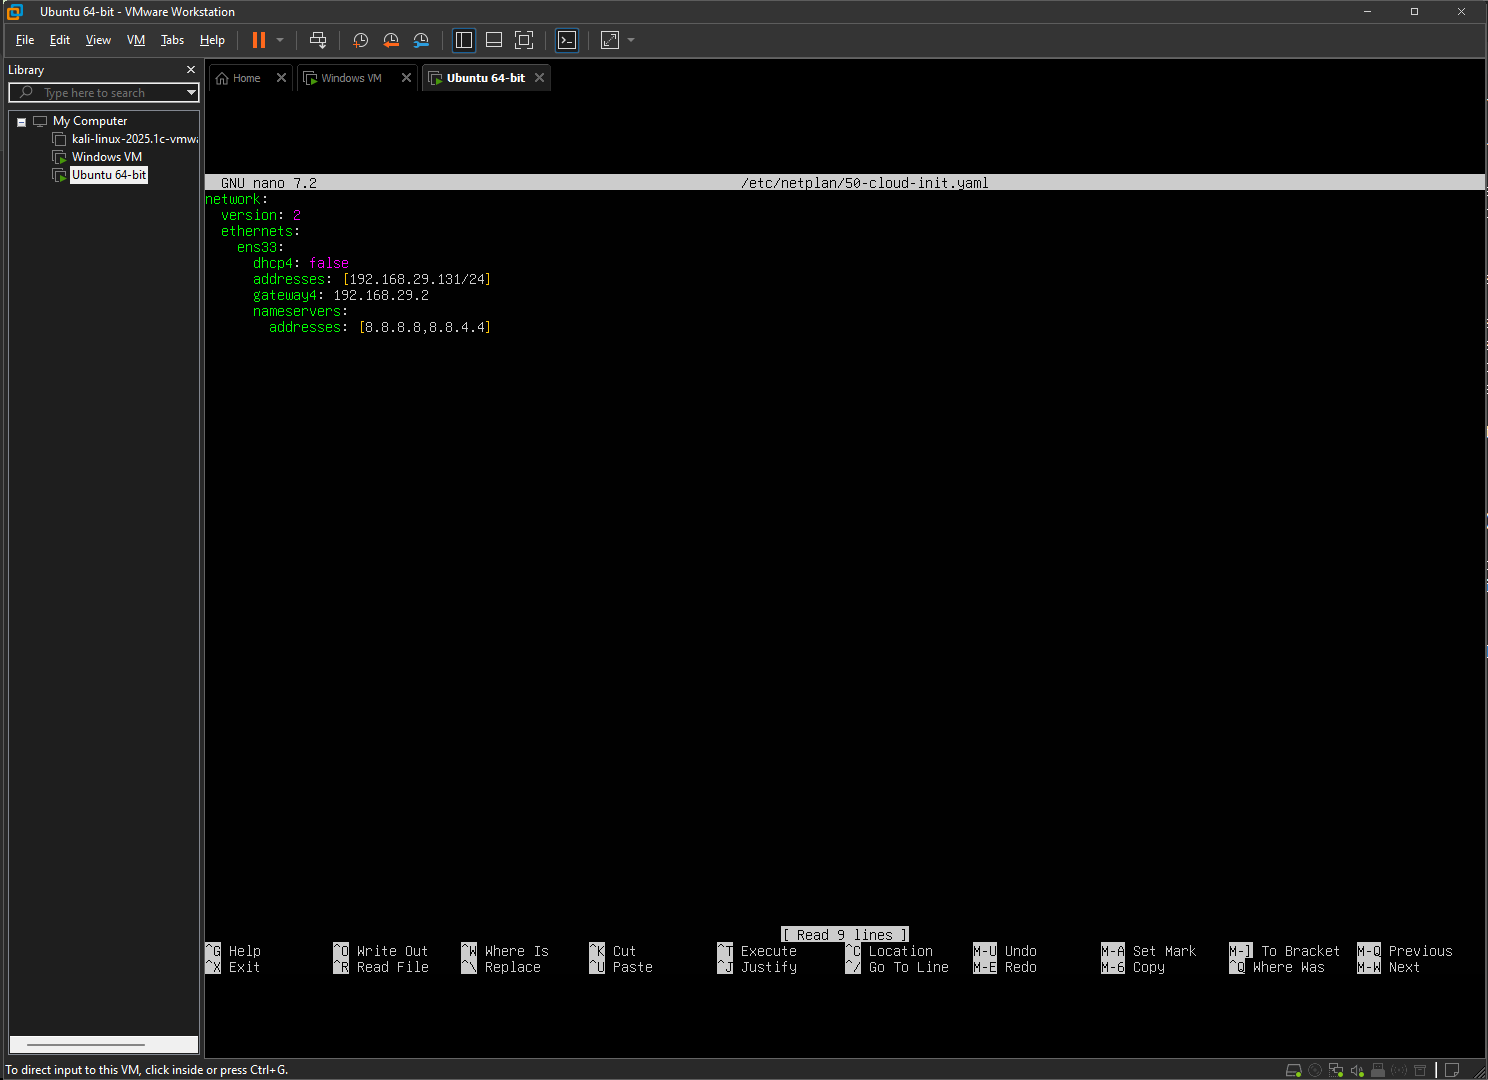 Ubuntu 64-bit - VMware Workstation
File Edit View VM Tabs Help
Library
Type here to search
My Computer
kali-linux-2025.1c-vmwa
Windows VM
Ubuntu 64-bit
Home Windows VM Ubuntu 64-bit
GNU nano 7.2 /etc/netplan/50-cloud-init.yaml
network:
  version: 2
  ethernets:
    ens33:
      dhcp4: false
      addresses: [192.168.29.131/24]
      gateway4: 192.168.29.2
      nameservers:
        addresses: [8.8.8.8,8.8.4.4]
[ Read 9 lines ]
^G Help ^O Write Out ^W Where Is ^K Cut ^T Execute ^C Location M-U Undo M-A Set Mark M-] To Bracket M-Q Previous
^X Exit ^R Read File ^\ Replace ^U Paste ^J Justify ^/ Go To Line M-E Redo M-6 Copy ^Q Where Was M-W Next
To direct input to this VM, click inside or press Ctrl+G.